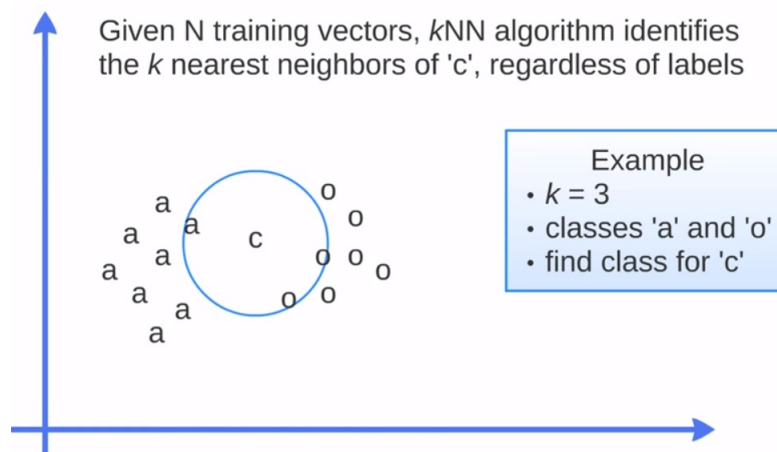 Given N training vectors, kNN algorithm identifies
the k nearest neighbors of 'c', regardless of labels
Example
• k = 3
• classes 'a' and 'o'
• find class for 'c'
o
a
o
a
a
c
a
a
o
o
a
o
a
o
o
a
a